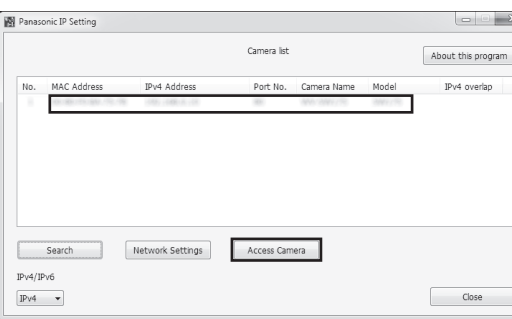 Panasonic IP Setting
Camera list
About this program
No. MAC Address IPv4 Address Port No. Camera Name Model IPv4 overlap
Search Network Settings Access Camera
IPv4/IPv6
IPv4
Close